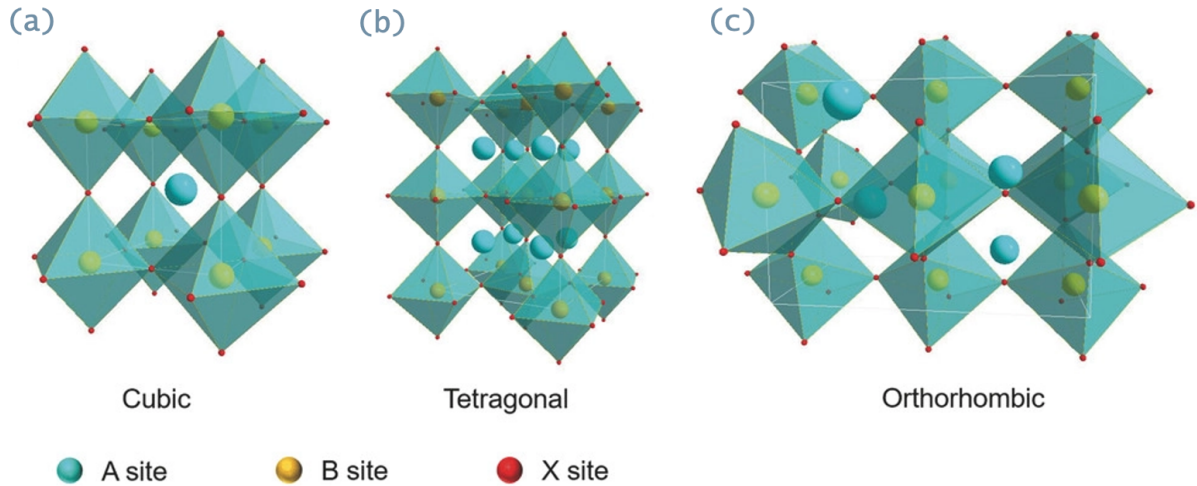 (a)
(b)
(c)
Cubic
Tetragonal
Orthorhombic
A site
B site
X site